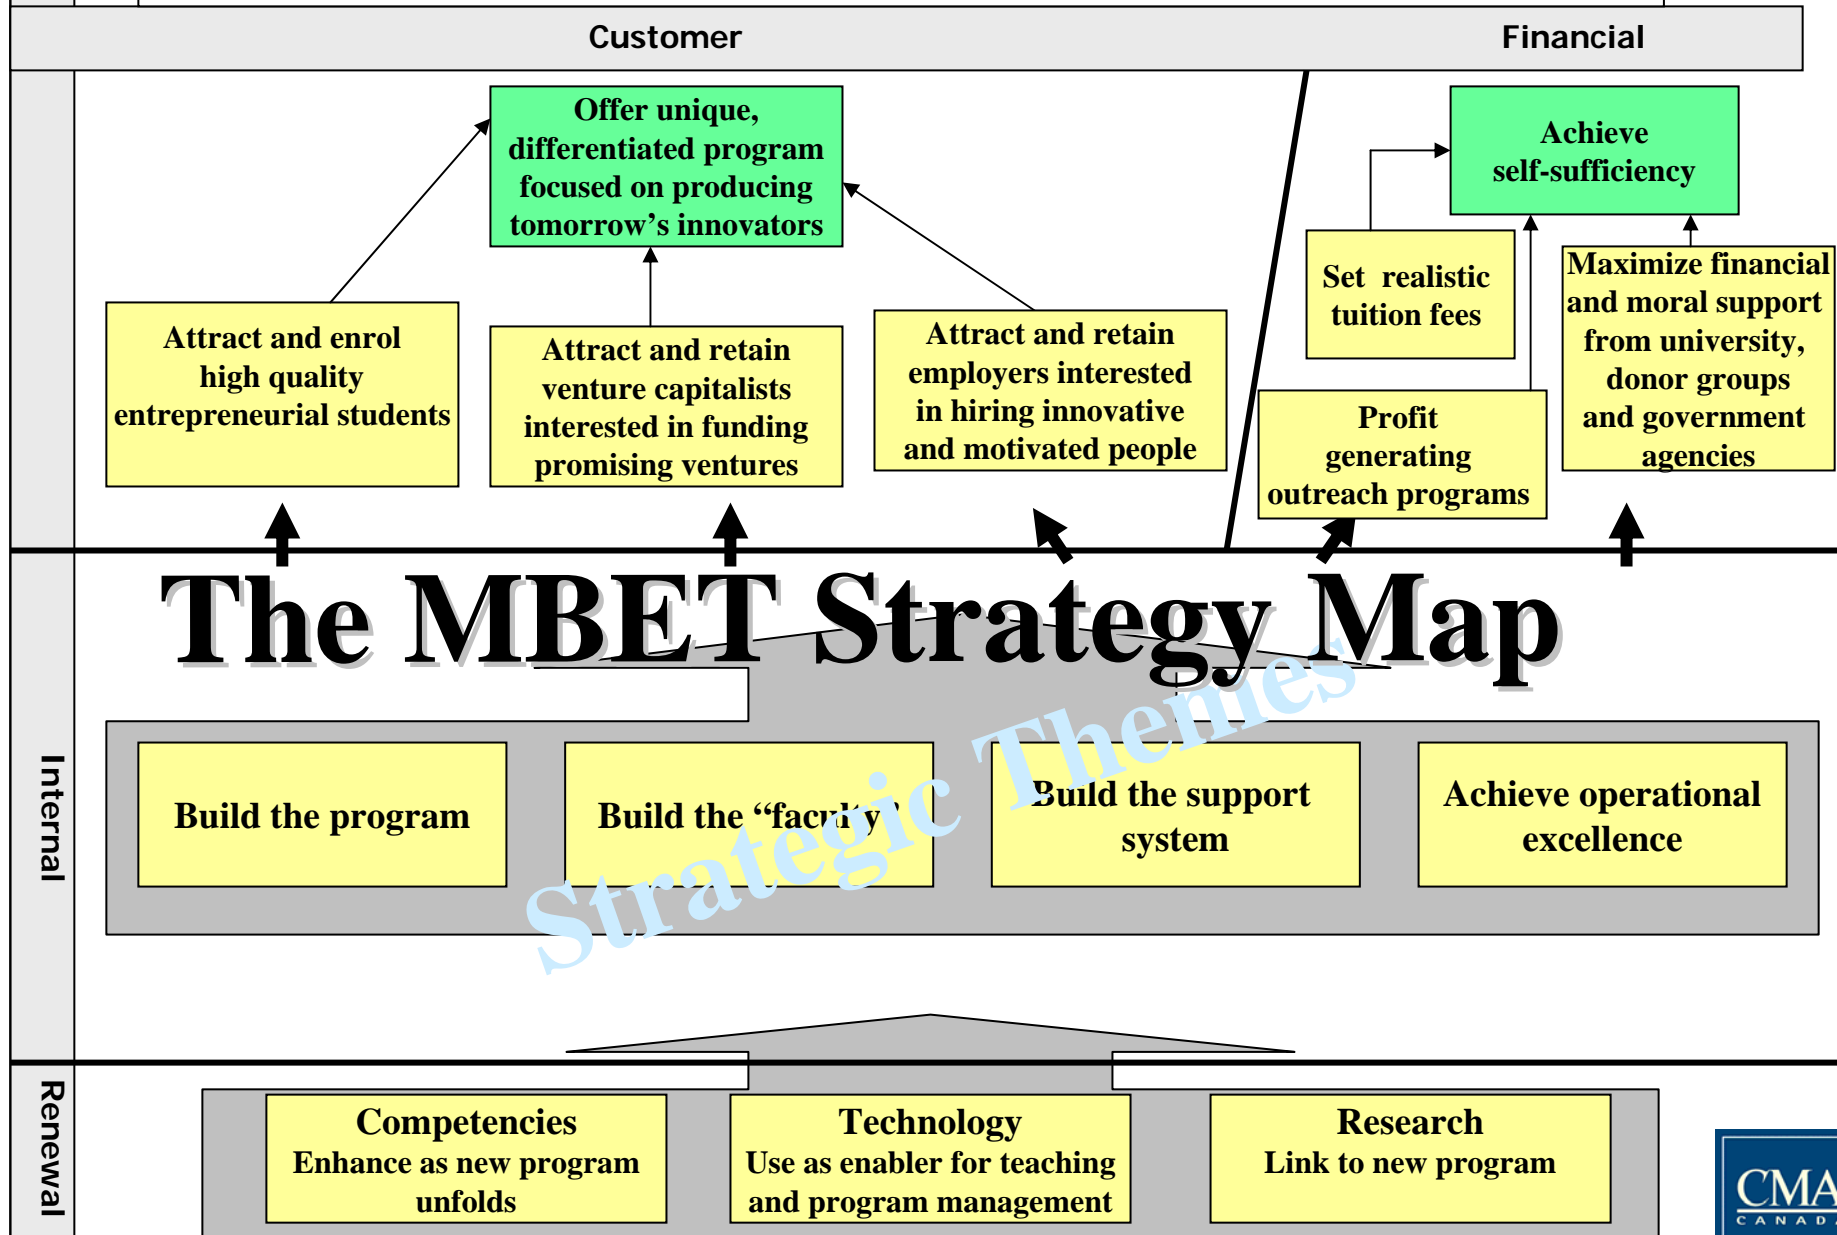 Customer
Financial
Offer unique,
differentiated program
focused on producing
tomorrow’s innovators
Achieve
self-sufficiency
Attract and enrol
high quality
entrepreneurial students
Attract and retain
venture capitalists
interested in funding
promising ventures
Attract and retain
employers interested
in hiring innovative
and motivated people
Set realistic
tuition fees
Profit
generating
outreach programs
Maximize financial
and moral support
from university,
donor groups
and government
agencies
The MBET Strategy Map
Strategic Themes
Internal
Build the program
Build the “faculty”
Build the support
system
Achieve operational
excellence
Renewal
Competencies
Enhance as new program
unfolds
Technology
Use as enabler for teaching
and program management
Research
Link to new program
CMA
CANADA